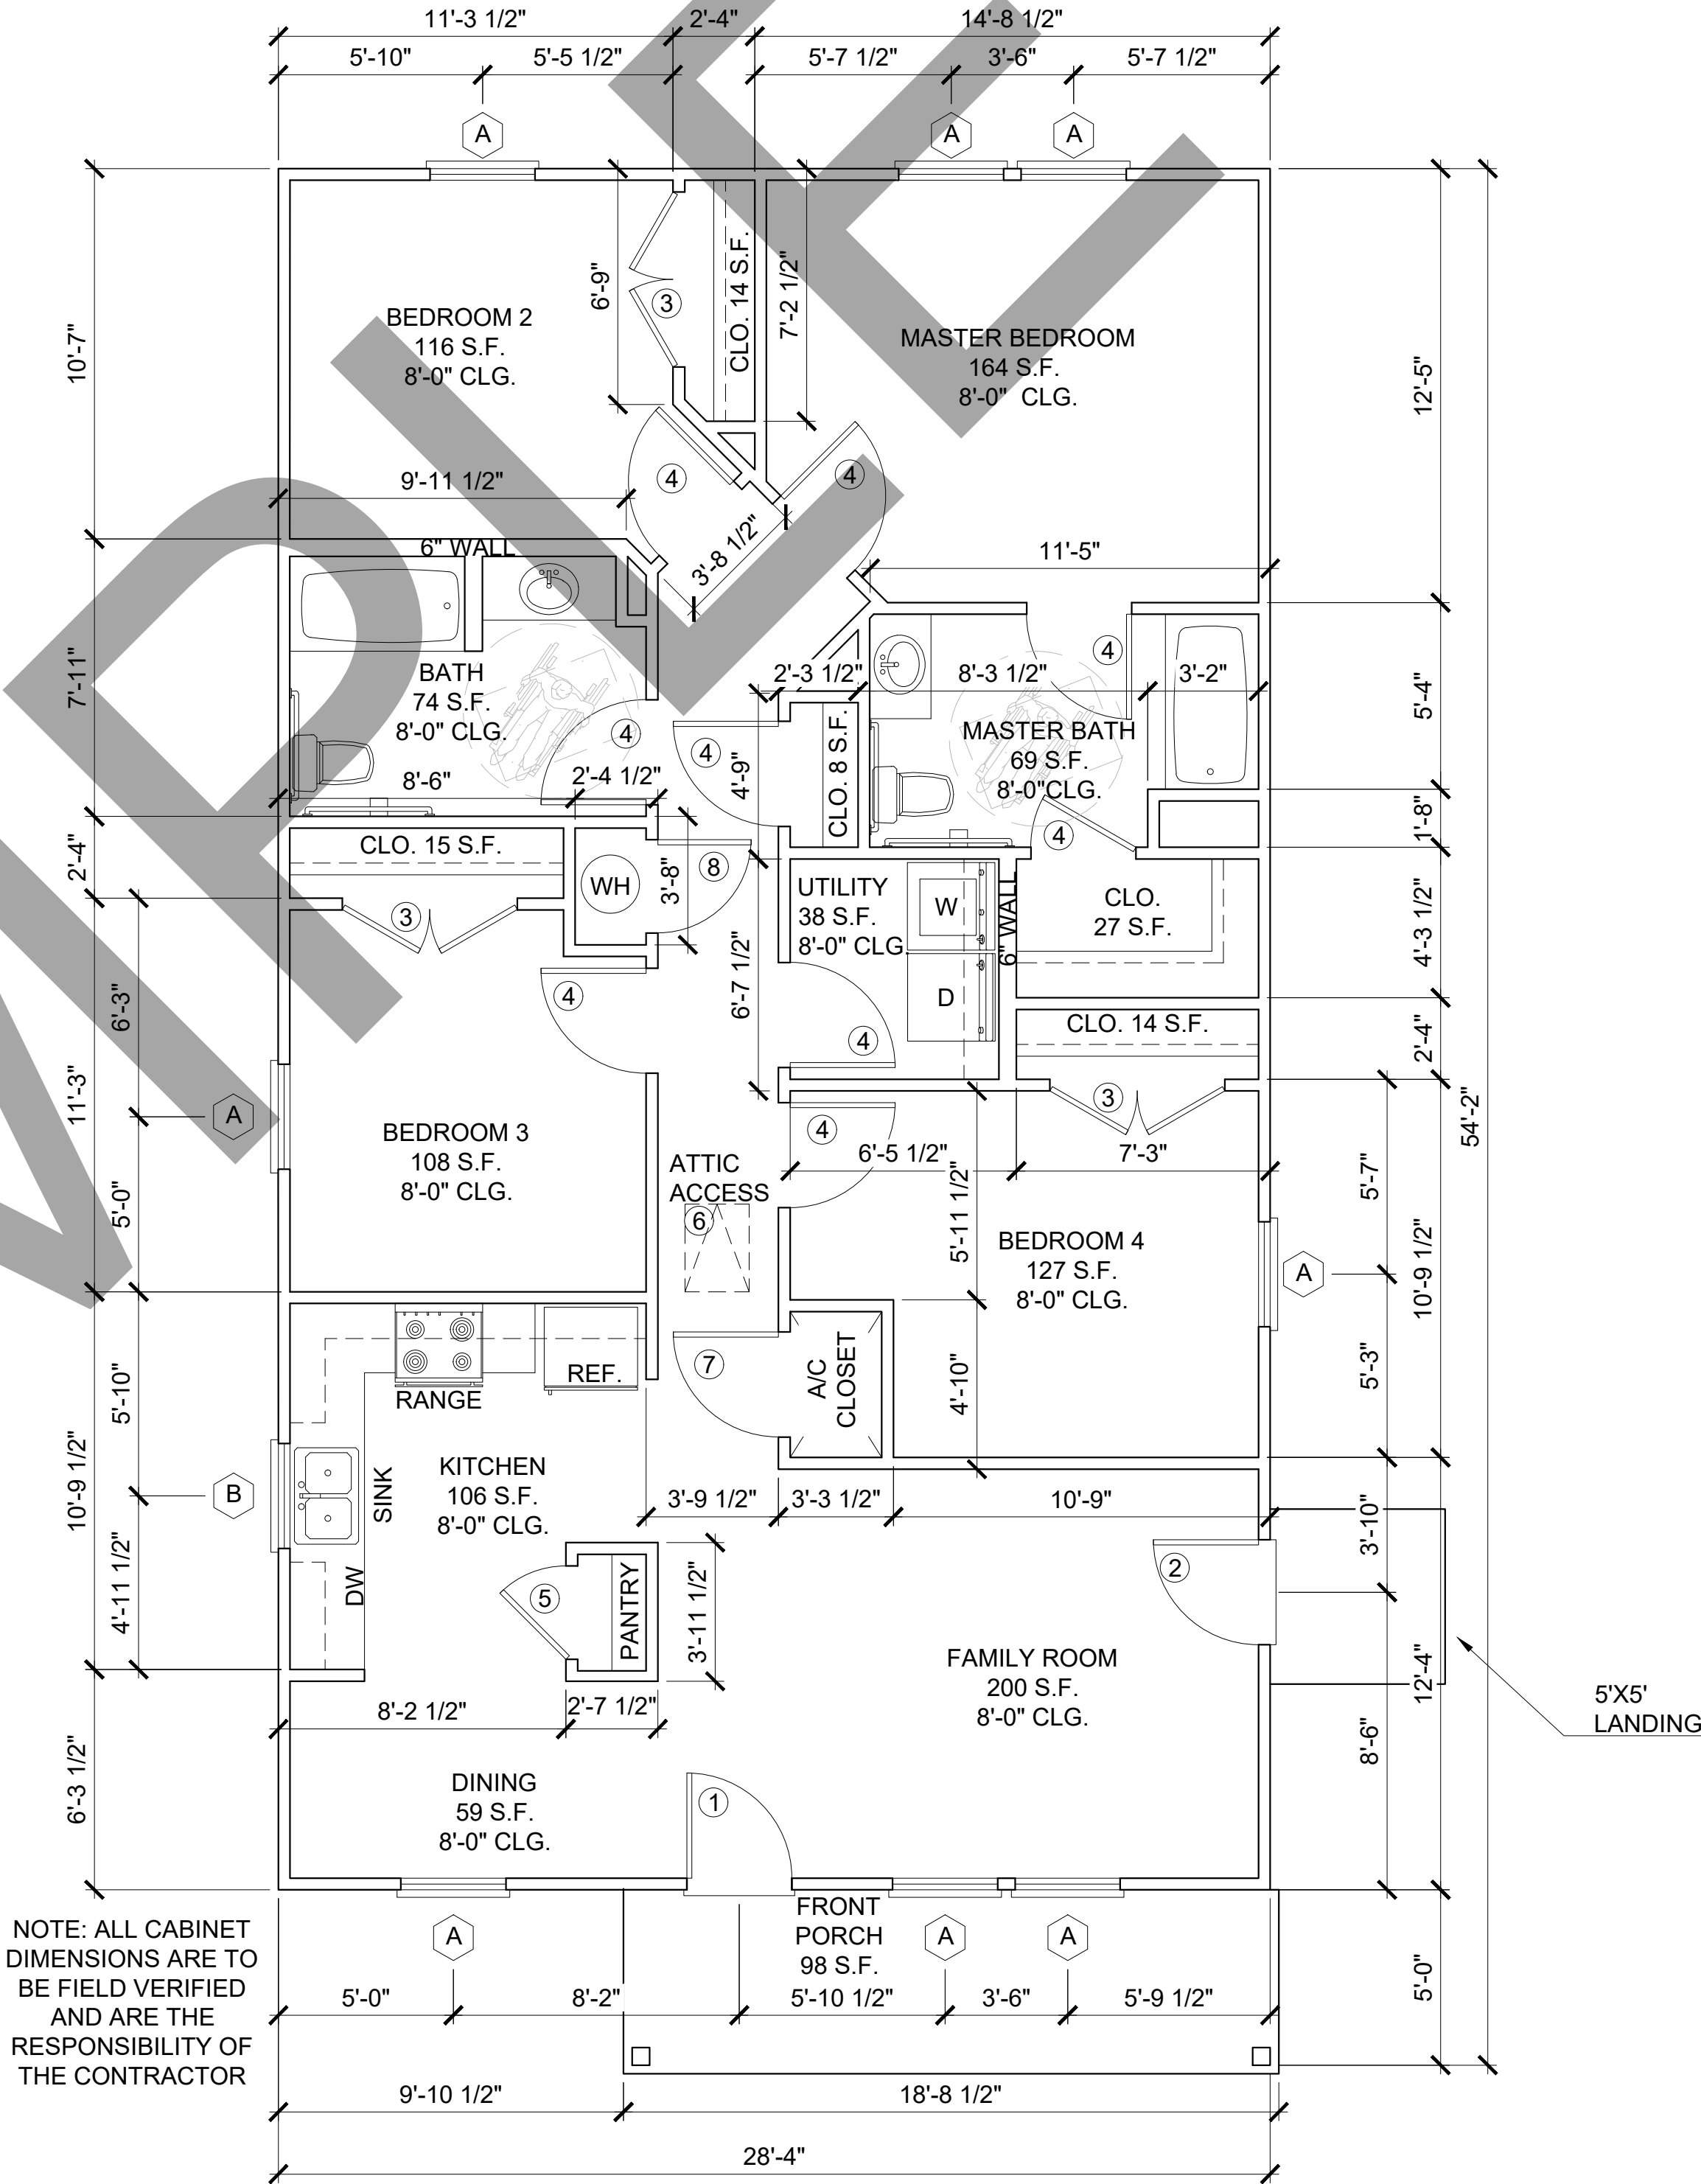 11'-3 1/2"
2'-4"
14'-8 1/2"
5'-10"
5'-5 1/2"
5'-7 1/2"
3'-6"
5'-7 1/2"
A
A
A
BEDROOM 2
116 S.F.
8'-0" CLG.
6'-9"
3
CLO. 14 S.F.
7'-2 1/2"
MASTER BEDROOM
164 S.F.
8'-0" CLG.
10'-7"
12'-5"
9'-11 1/2"
4
4
3'-8 1/2"
11'-5"
6" WALL
BATH
74 S.F.
8'-0" CLG.
7'-11"
4
8'-6"
2'-4 1/2"
2'-3 1/2"
8'-3 1/2"
3'-2"
4
4
4'-9"
CLO. 8 S.F.
MASTER BATH
69 S.F.
8'-0"CLG.
4
5'-4"
1'-8"
CLO. 15 S.F.
2'-4"
3
WH
3'-8"
8
UTILITY
38 S.F.
8'-0" CLG
W
D
6" WALL
CLO.
27 S.F.
4'-3 1/2"
4
6'-7 1/2"
4
CLO. 14 S.F.
2'-4"
3
6'-3"
11'-3"
A
5'-0"
BEDROOM 3
108 S.F.
8'-0" CLG.
4
6'-5 1/2"
7'-3"
ATTIC
ACCESS
6
5'-11 1/2"
BEDROOM 4
127 S.F.
8'-0" CLG.
A
5'-7"
10'-9 1/2"
5'-3"
54'-2"
7
A/C
CLOSET
4'-10"
RANGE
REF.
5'-10"
10'-9 1/2"
B
4'-11 1/2"
SINK
DW
KITCHEN
106 S.F.
8'-0" CLG.
3'-9 1/2"
3'-3 1/2"
10'-9"
5
PANTRY
3'-11 1/2"
2
3'-10"
12'-4"
8'-6"
FAMILY ROOM
200 S.F.
8'-0" CLG.
5'X5'
LANDING
8'-2 1/2"
2'-7 1/2"
6'-3 1/2"
DINING
59 S.F.
8'-0" CLG.
1
FRONT
PORCH
98 S.F.
A
A
A
NOTE: ALL CABINET
DIMENSIONS ARE TO
BE FIELD VERIFIED
AND ARE THE
RESPONSIBILITY OF
THE CONTRACTOR
5'-0"
8'-2"
5'-10 1/2"
3'-6"
5'-9 1/2"
5'-0"
9'-10 1/2"
18'-8 1/2"
28'-4"
MPLE